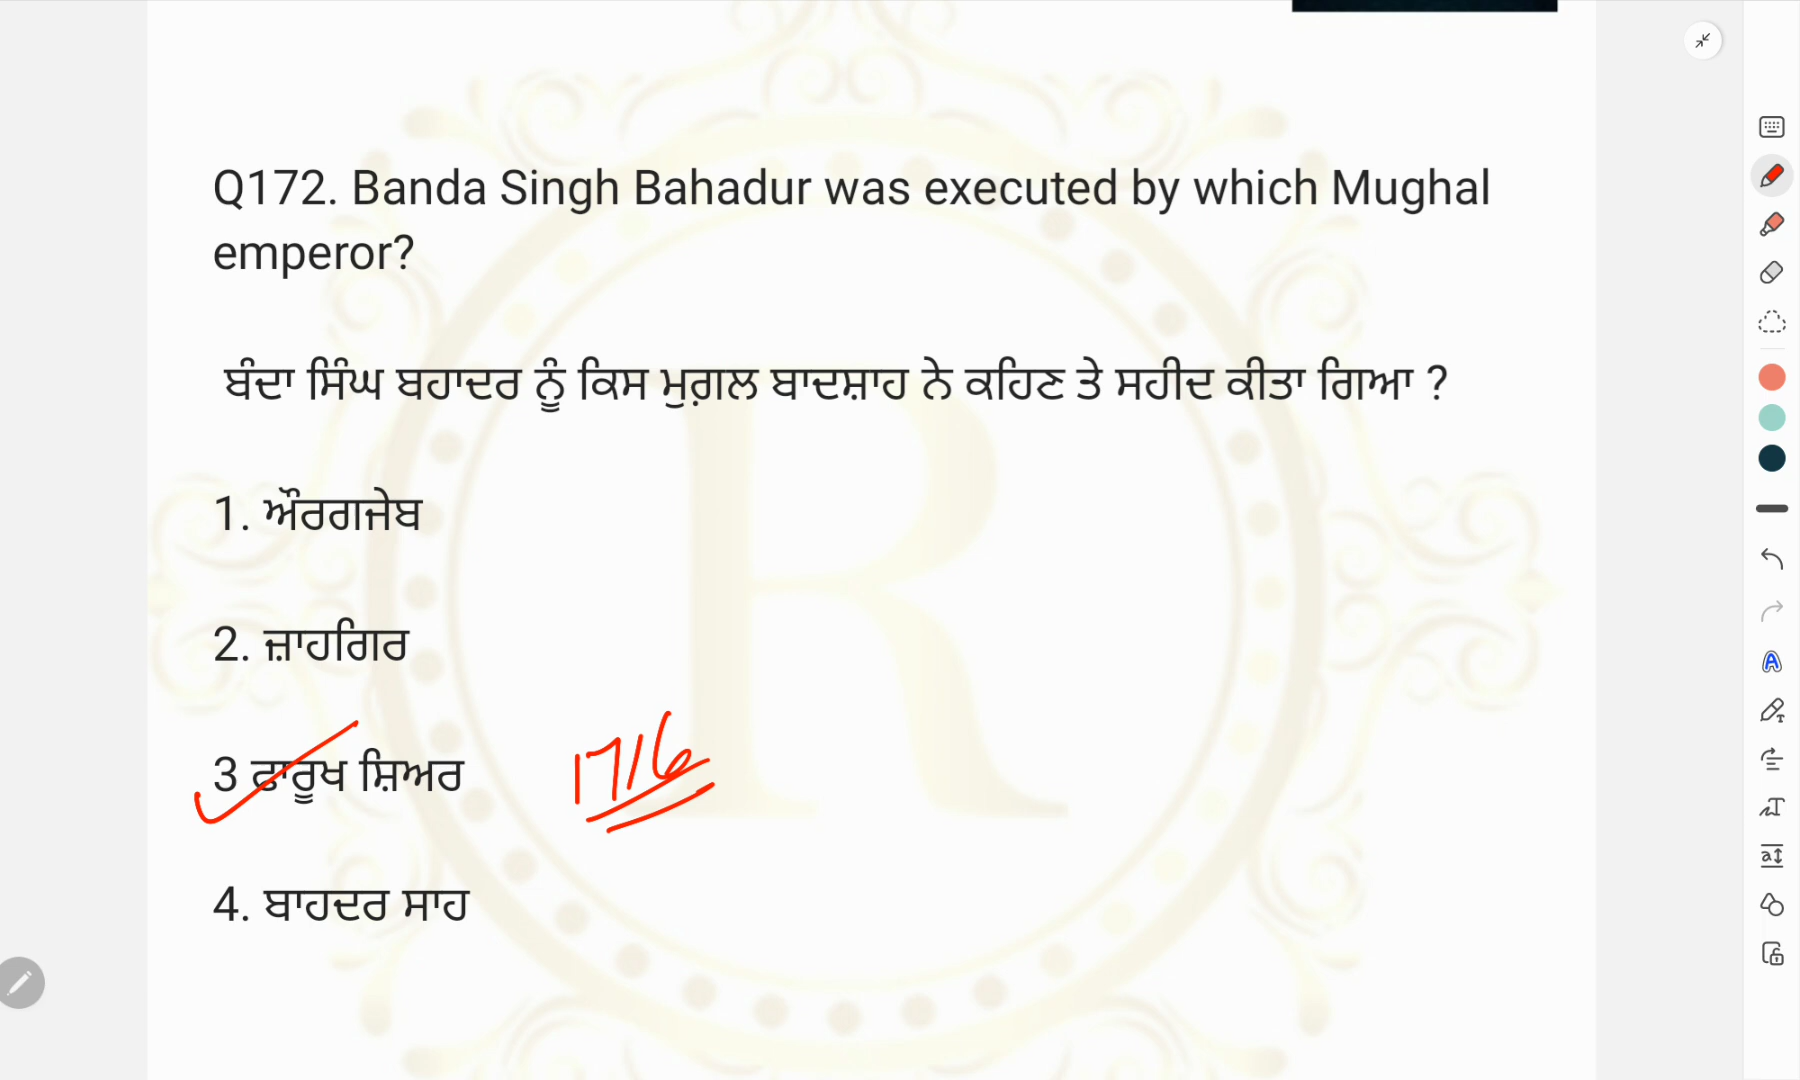 Q172. Banda Singh Bahadur was executed by which Mughal
emperor?
ਬੰਦਾ ਸਿੰਘ ਬਹਾਦਰ ਨੂੰ ਕਿਸ ਮੁਗ਼ਲ ਬਾਦਸ਼ਾਹ ਨੇ ਕਹਿਣ ਤੇ ਸਹੀਦ ਕੀਤਾ ਗਿਆ ?
1. ਔਰਗਜੇਬ
2. ਜ਼ਾਹਗਿਰ
3 ਫਾਰੂਖ ਸ਼ਿਅਰ 1716
4. ਬਾਹਦਰ ਸਾਹ